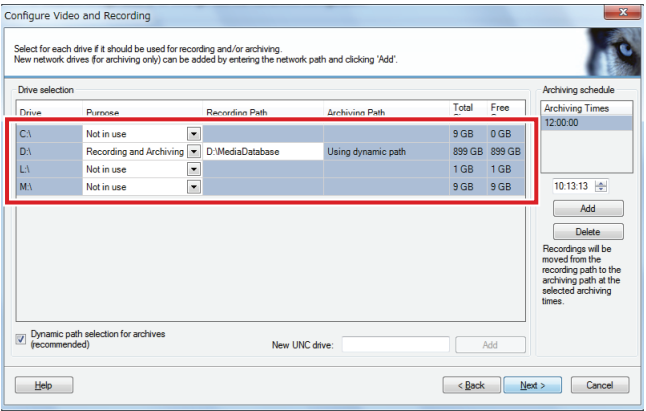 Configure Video and Recording
Select for each drive if it should be used for recording and/or archiving.
New network drives (for archiving only) can be added by entering the network path and clicking 'Add'.
Drive selection
Drive Purpose Recording Path Archiving Path Total Free
C:\ Not in use 9 GB 0 GB
D:\ Recording and Archiving D:\MediaDatabase Using dynamic path 899 GB 899 GB
L:\ Not in use 1 GB 1 GB
M:\ Not in use 9 GB 9 GB
Dynamic path selection for archives
(recommended)
New UNC drive:
Add
Archiving schedule
Archiving Times
12:00:00
10:13:13
Add
Delete
Recordings will be
moved from the
recording path to the
archiving path at the
selected archiving
times.
Help
< Back
Next >
Cancel